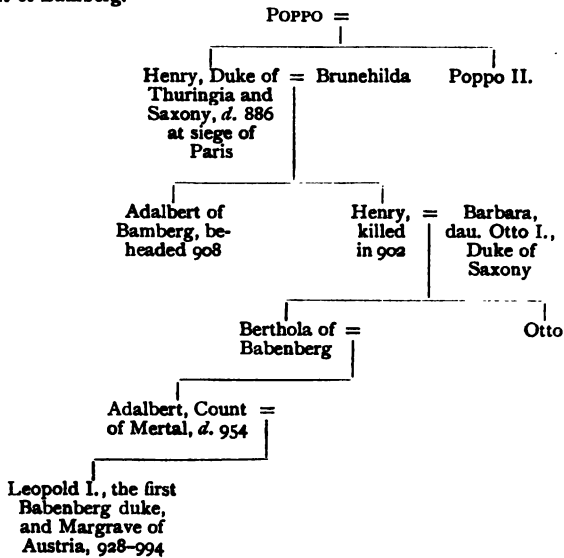 of Bamberg.
POPPO =
Henry, Duke of
Thuringia and
Saxony, d. 886
at siege of
Paris
= Brunehilda
Poppo II.
Adalbert of
Bamberg, be-
headed 908
Henry,
killed
in 902
=
Barbara,
dau. Otto I.,
Duke of
Saxony
Berthola of =
Babenberg
Otto
Adalbert, Count =
of Mertal, d. 954
Leopold I., the first
Babenberg duke,
and Margrave of
Austria, 928–994